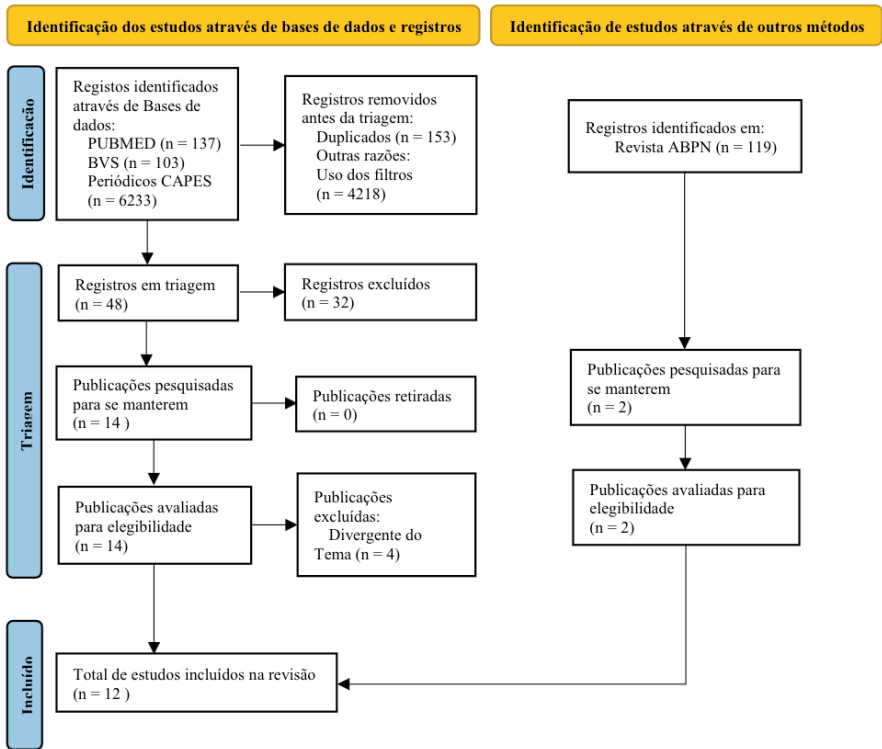 Identificação dos estudos através de bases de dados e registros
Identificação de estudos através de outros métodos
Identificação
Registos identificados
através de Bases de
dados:
PUBMED (n = 137)
BVS (n = 103)
Periódicos CAPES
(n = 6233)
Registros removidos
antes da triagem:
Duplicados (n = 153)
Outras razões:
Uso dos filtros
(n = 4218)
Registros identificados em:
Revista ABPN (n = 119)
Triagem
Registros em triagem
(n = 48)
Registros excluídos
(n = 32)
Publicações pesquisadas
para se manterem
(n = 14 )
Publicações retiradas
(n = 0)
Publicações pesquisadas para
se manterem
(n = 2)
Publicações avaliadas
para elegibilidade
(n = 14)
Publicações
excluídas:
Divergente do
Tema (n = 4)
Publicações avaliadas para
elegibilidade
(n = 2)
Incluído
Total de estudos incluídos na revisão
(n = 12 )